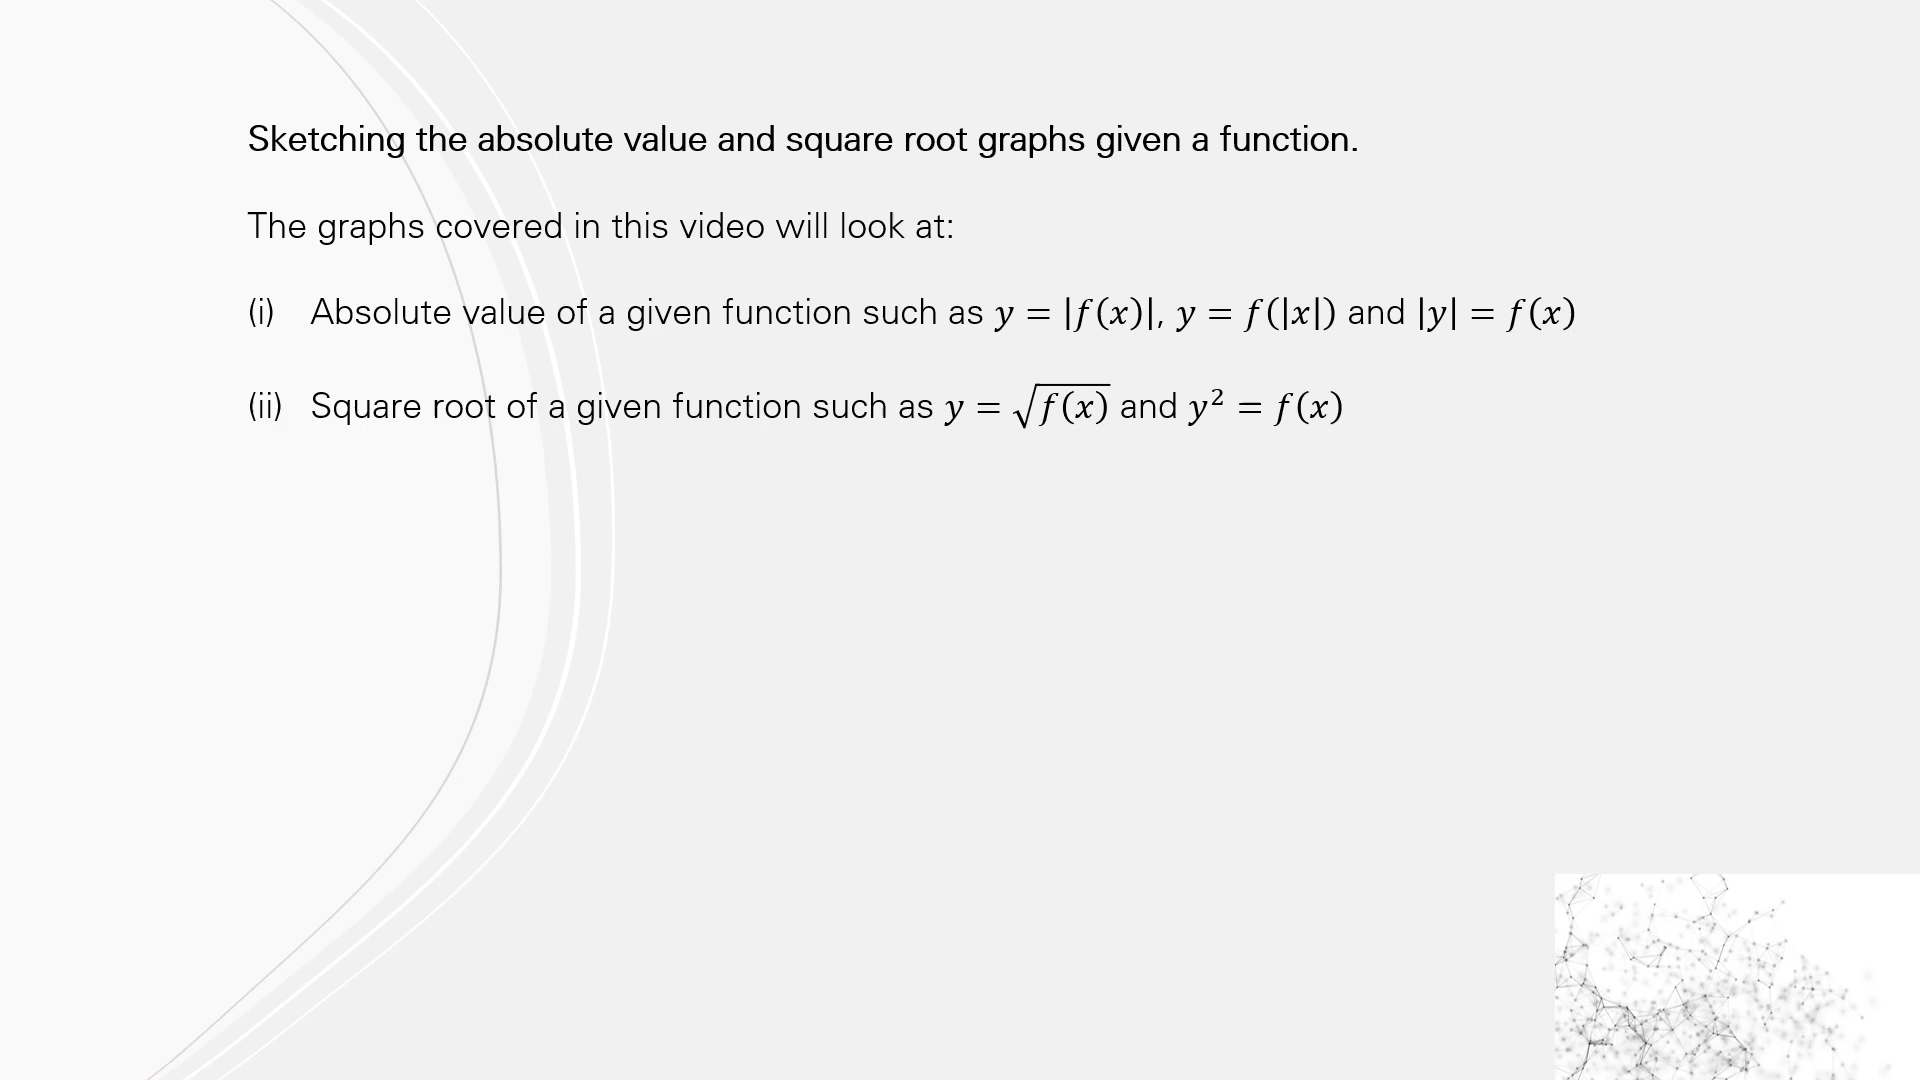 Sketching the absolute value and square root graphs given a function.
The graphs covered in this video will look at:
(i) Absolute value of a given function such as y = |f(x)|, y = f(|x|) and |y| = f(x)
(ii) Square root of a given function such as y = √f(x) and y² = f(x)